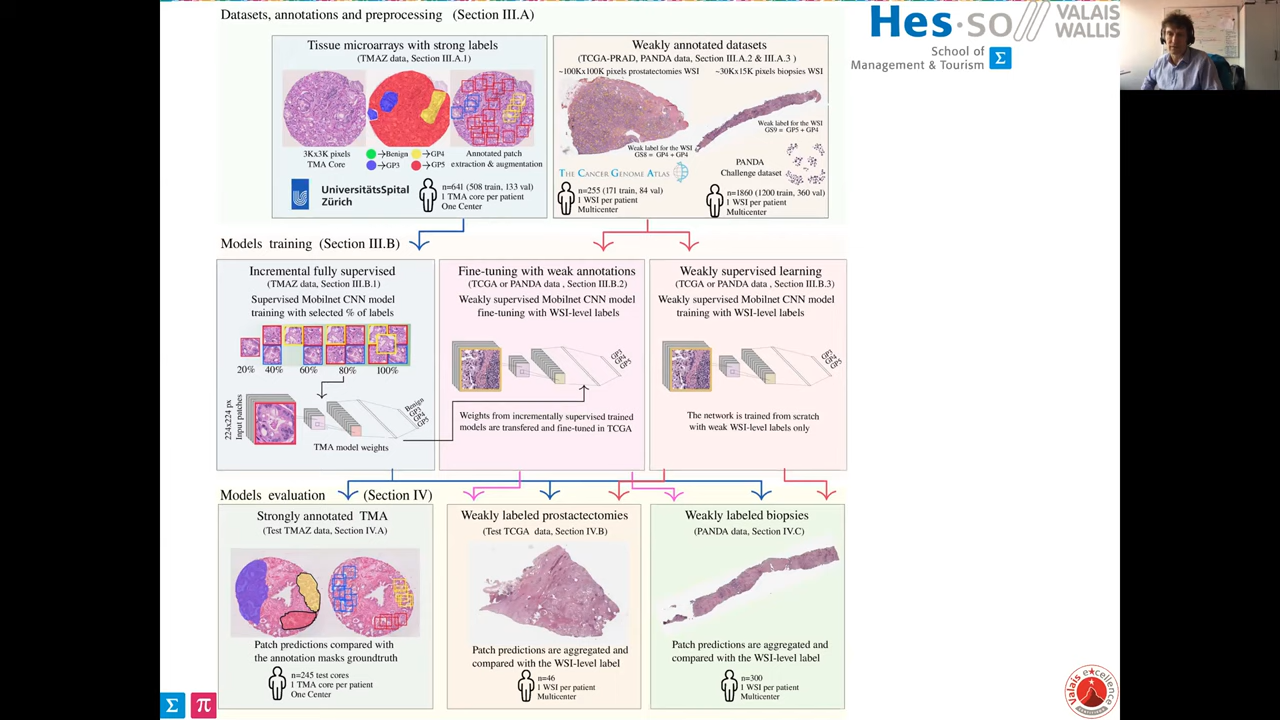 Datasets, annotations and preprocessing (Section III.A)
Hes·so// VALAIS WALLIS
School of
Management & Tourism Σ
Tissue microarrays with strong labels
(TMAZ data, Section III.A.1)
3Kx3K pixels
TMA Core
→Benign →GP4
→GP3 →GP5
Annotated patch
extraction & augmentation
UniversitätsSpital
Zürich
n=641 (508 train, 133 val)
1 TMA core per patient
One Center
Weakly annotated datasets
(TCGA-PRAD, PANDA data, Section III.A.2 & III.A.3 )
~100Kx100K pixels prostatectomies WSI
~30Kx15K pixels biopsies WSI
Weak label for the WSI
GS8 = GP4 + GP4
Weak label for the WSI
GS9 = GP5 + GP4
THE CANCER GENOME ATLAS
PANDA
Challenge dataset
n=255 (171 train, 84 val)
1 WSI per patient
Multicenter
n=1860 (1200 train, 360 val)
1 WSI per patient
Multicenter
Models training (Section III.B)
Incremental fully supervised
(TMAZ data, Section III.B.1)
Supervised Mobilnet CNN model
training with selected % of labels
20% 40% 60% 80% 100%
224x224 px
Input patches
Benign
GP3
GP4
GP5
TMA model weights
Fine-tuning with weak annotations
(TCGA or PANDA data , Section III.B.2)
Weakly supervised Mobilnet CNN model
fine-tuning with WSI-level labels
GP3
GP4
GP5
Weights from incrementally supervised trained
models are transfered and fine-tuned in TCGA
Weakly supervised learning
(TCGA or PANDA data , Section III.B.3)
Weakly supervised Mobilnet CNN model
training with WSI-level labels
GP3
GP4
GP5
The network is trained from scratch
with weak WSI-level labels only
Models evaluation (Section IV)
Strongly annotated TMA
(Test TMAZ data, Section IV.A)
Patch predictions compared with
the annotation masks groundtruth
n=245 test cores
1 TMA core per patient
One Center
Weakly labeled prostactectomies
(Test TCGA data, Section IV.B)
Patch predictions are aggregated and
compared with the WSI-level label
n=46
1 WSI per patient
Multicenter
Weakly labeled biopsies
(PANDA data, Section IV.C)
Patch predictions are aggregated and
compared with the WSI-level label
n=300
1 WSI per patient
Multicenter
Σ π
Valais excellence